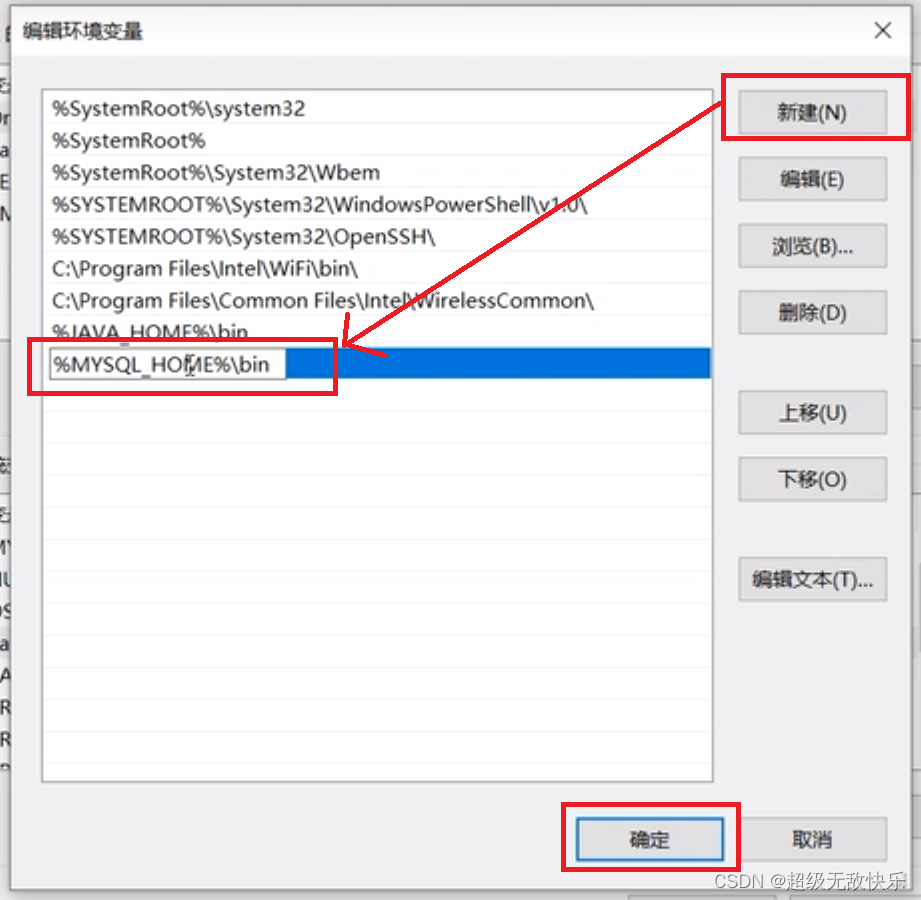 编辑环境变量
%SystemRoot%\system32
新建(N)
%SystemRoot%
%SystemRoot%\System32\Wbem
编辑(E)
%SYSTEMROOT%\System32\WindowsPowerShell\v1.0\
%SYSTEMROOT%\System32\OpenSSH\
浏览(B)...
C:\Program Files\Intel\WiFi\bin\
C:\Program Files\Common Files\Intel\WirelessCommon\
删除(D)
%JAVA_HOME%\bin
%MYSQL_HOME%\bin
上移(U)
下移(O)
编辑文本(T)...
确定
取消
CSDN @超级无敌快乐乐